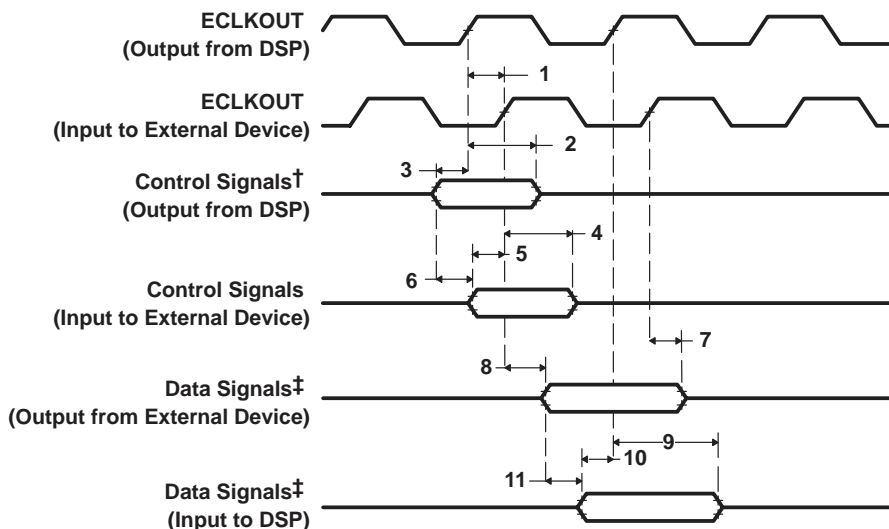 ECLKOUT
(Output from DSP)
1
ECLKOUT
(Input to External Device)
2
3
Control Signals†
(Output from DSP)
4
5
6
Control Signals
(Input to External Device)
7
8
Data Signals‡
(Output from External Device)
9
10
11
Data Signals‡
(Input to DSP)